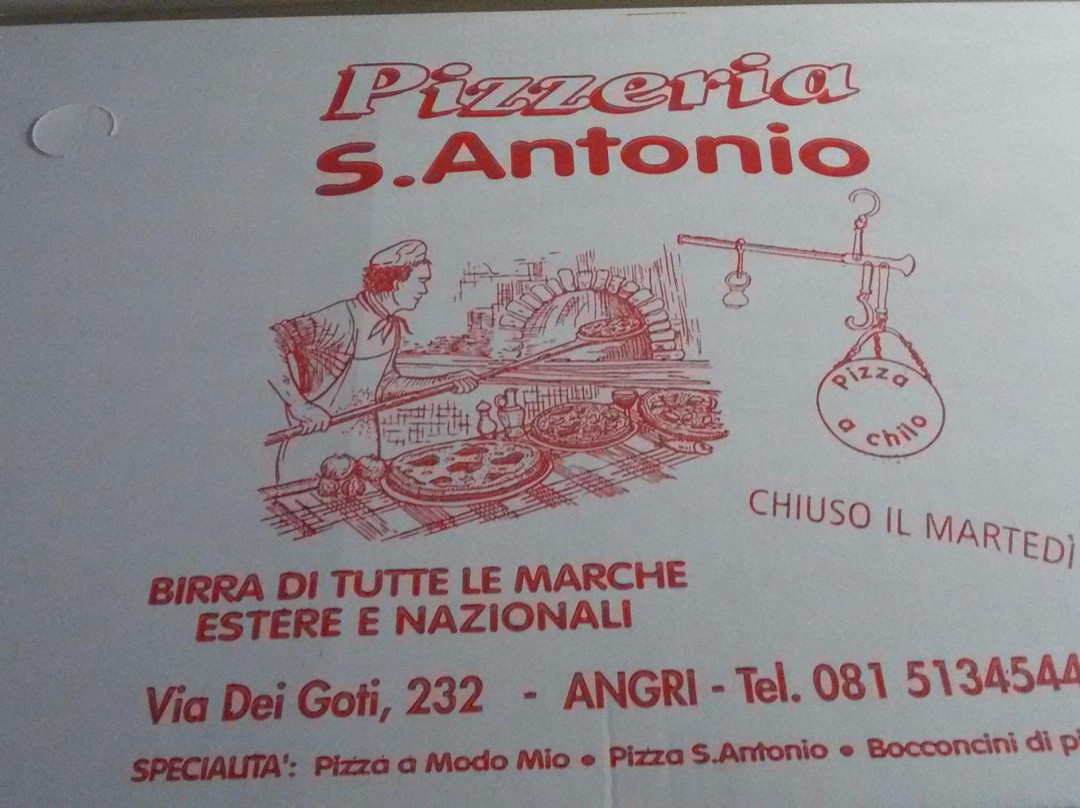 Pizzeria
S.Antonio
Pizza
a chilo
CHIUSO IL MARTEDÌ
BIRRA DI TUTTE LE MARCHE
ESTERE E NAZIONALI
Via Dei Goti, 232 - ANGRI - Tel. 081 5134544
SPECIALITA': Pizza a Modo Mio • Pizza S.Antonio • Bocconcini di